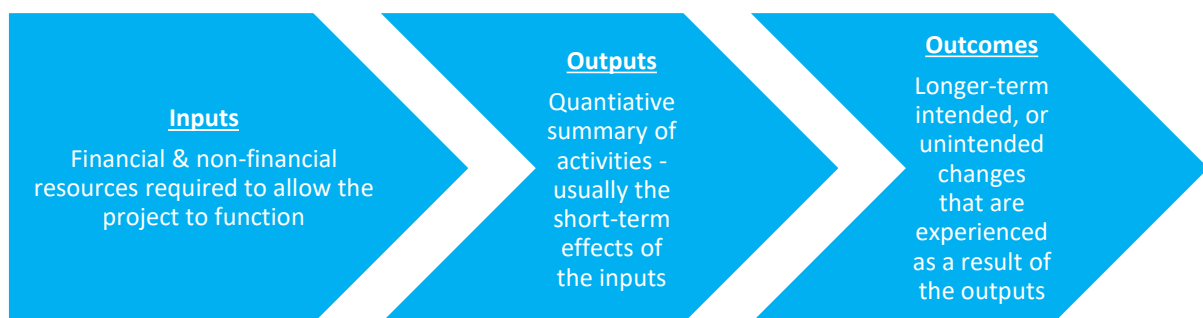 Inputs
Financial & non-financial
resources required to allow the
project to function
Outputs
Quantiative
summary of
activities -
usually the
short-term
effects of
the inputs
Outcomes
Longer-term
intended, or
unintended
changes
that are
experienced
as a result of
the outputs